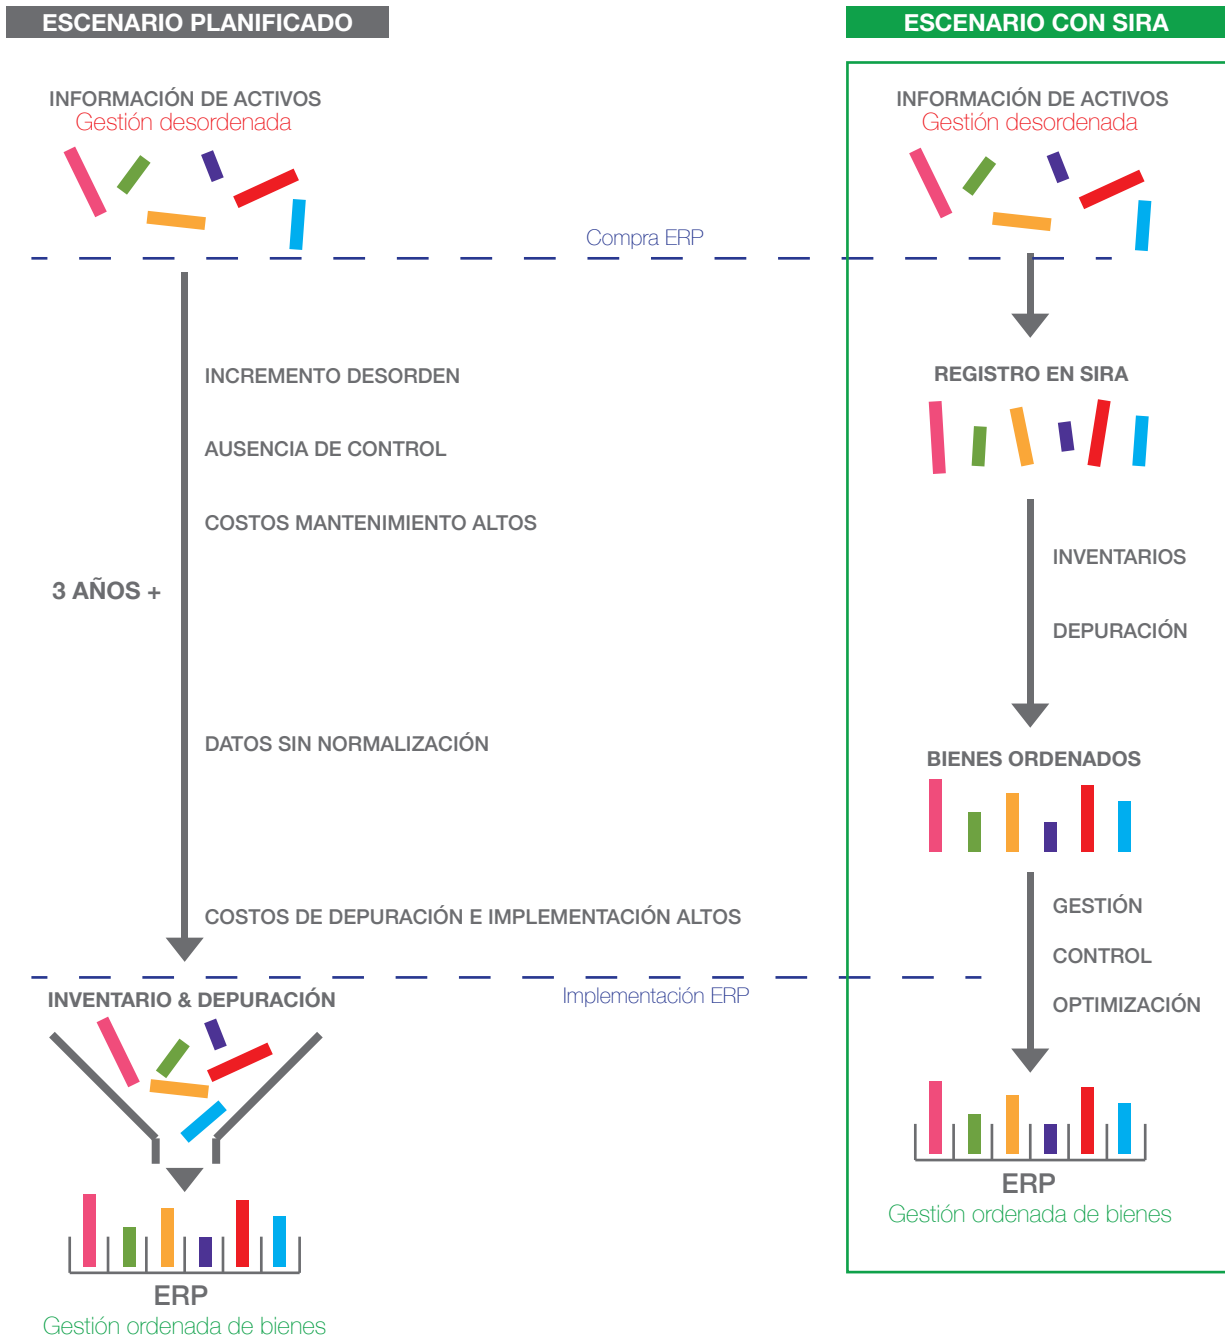 ESCENARIO PLANIFICADO
INFORMACIÓN DE ACTIVOS
Gestión desordenada
Compra ERP
INCREMENTO DESORDEN
AUSENCIA DE CONTROL
COSTOS MANTENIMIENTO ALTOS
3 AÑOS +
DATOS SIN NORMALIZACIÓN
COSTOS DE DEPURACIÓN E IMPLEMENTACIÓN ALTOS
Implementación ERP
INVENTARIO & DEPURACIÓN
ERP
Gestión ordenada de bienes
ESCENARIO CON SIRA
INFORMACIÓN DE ACTIVOS
Gestión desordenada
REGISTRO EN SIRA
INVENTARIOS
DEPURACIÓN
BIENES ORDENADOS
GESTIÓN
CONTROL
OPTIMIZACIÓN
ERP
Gestión ordenada de bienes